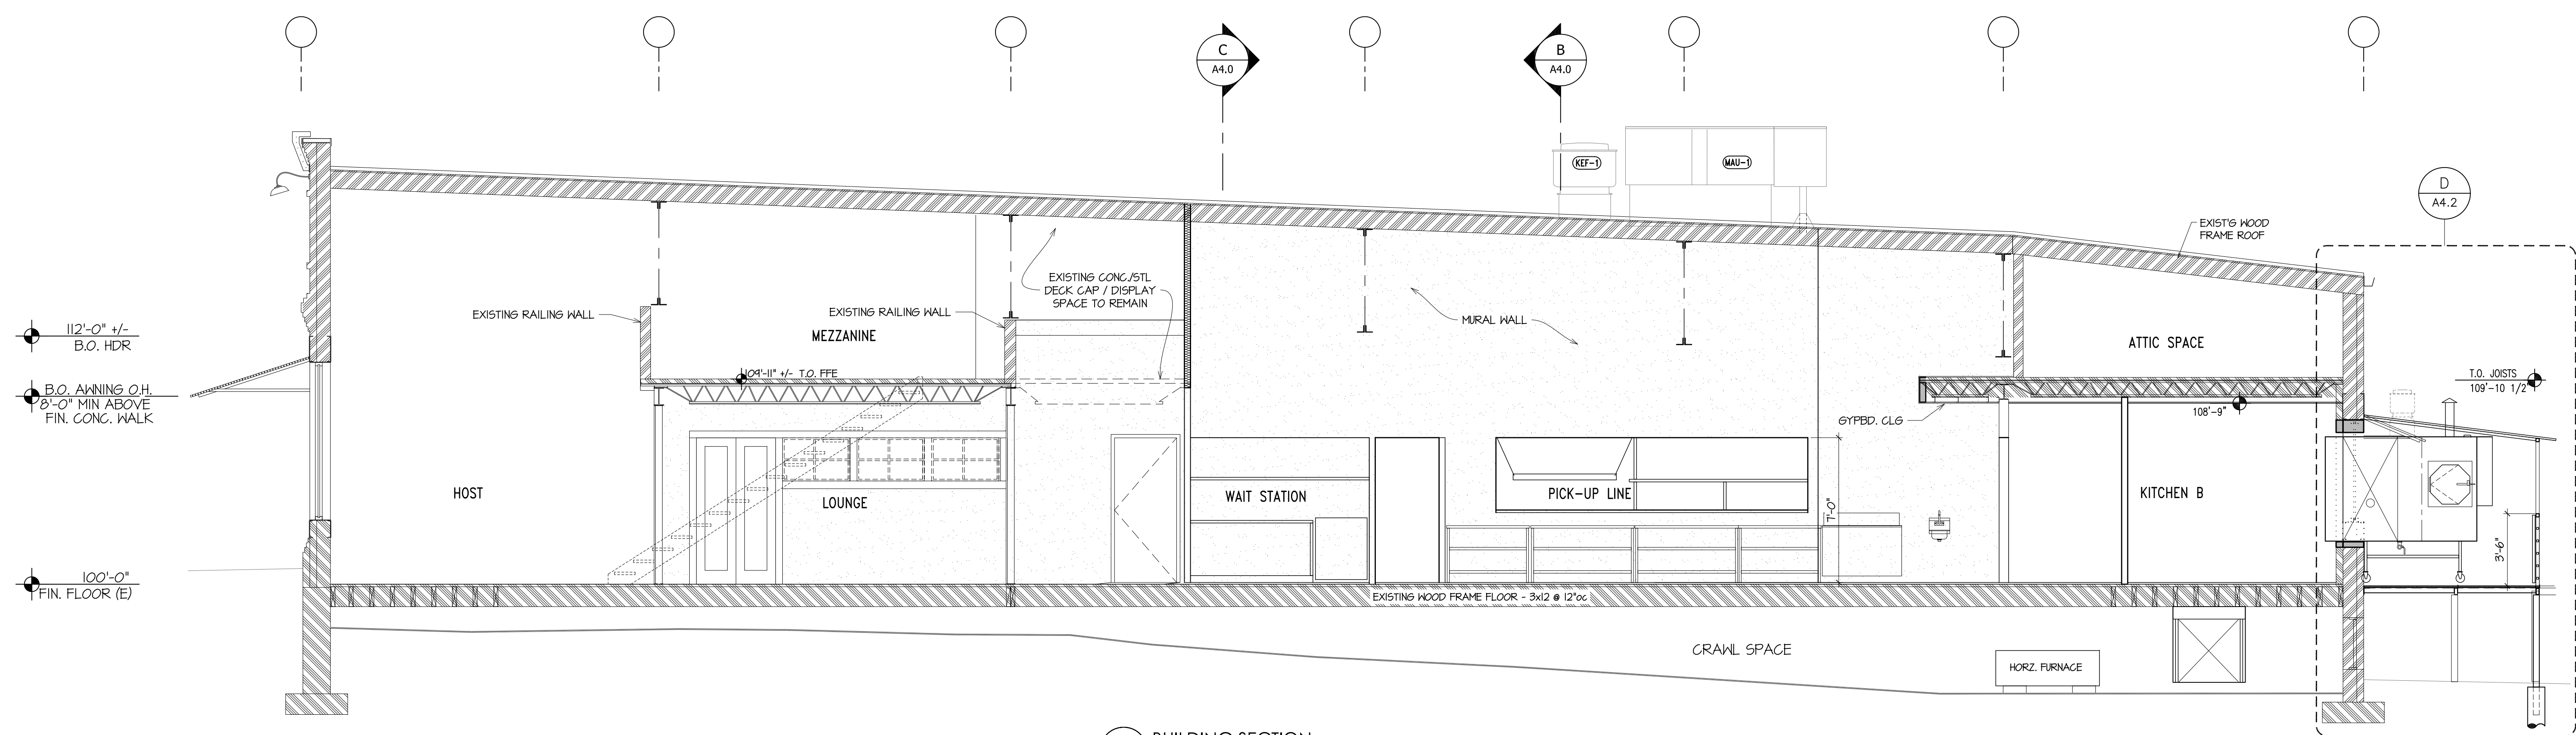 C
A4.0
B
A4.0
KEF-1
MAU-1
D
A4.2
EXIST'G WOOD
FRAME ROOF
EXISTING CONC./STL
DECK CAP / DISPLAY
SPACE TO REMAIN
EXISTING RAILING WALL
EXISTING RAILING WALL
MEZZANINE
MURAL WALL
ATTIC SPACE
112'-0" +/-
B.O. HDR
109'-11" +/- T.O. FFE
T.O. JOISTS
109'-10 1/2"
B.O. AWNING O.H.
8'-0" MIN ABOVE
FIN. CONC. WALK
108'-9"
GYPBD. CLG
HOST
LOUNGE
WAIT STATION
PICK-UP LINE
7'-0"
KITCHEN B
3'-6"
100'-0"
FIN. FLOOR (E)
EXISTING WOOD FRAME FLOOR - 3x12 @ 12"oc
CRAWL SPACE
HORZ. FURNACE
BUILDING SECTION